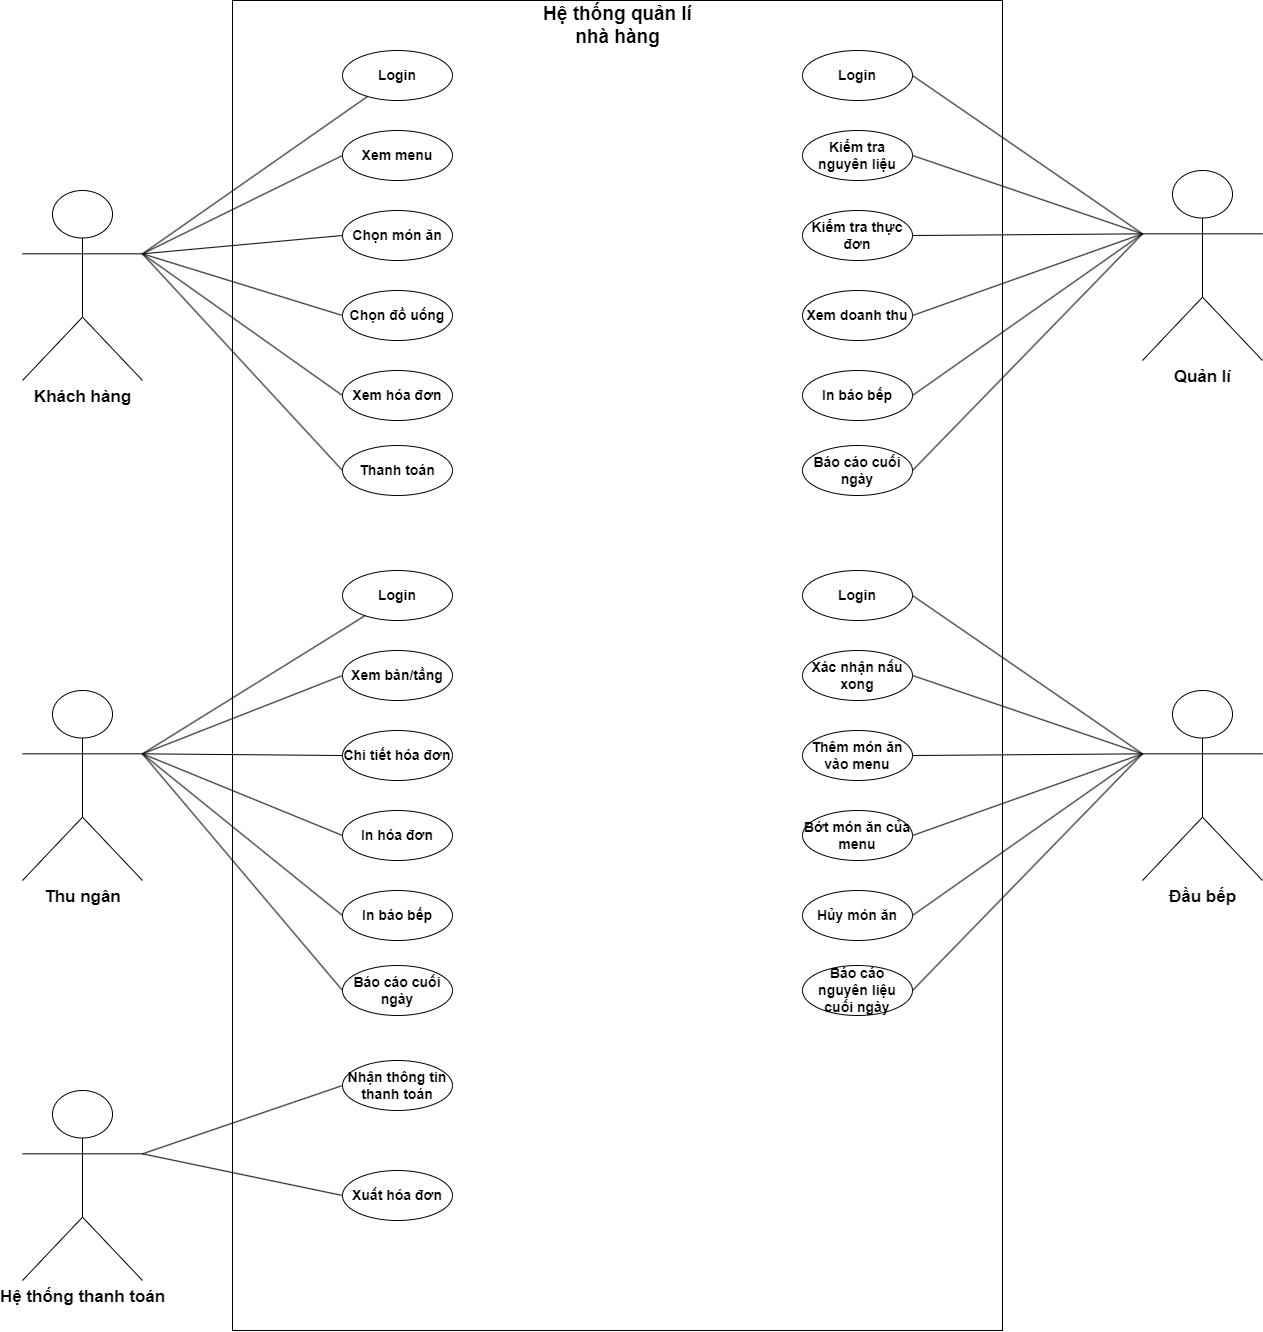 Hệ thống quản lí
nhà hàng
Login
Xem menu
Chọn món ăn
Chọn đồ uống
Xem hóa đơn
Thanh toán
Khách hàng
Login
Kiểm tra
nguyên liệu
Kiểm tra thực
đơn
Xem doanh thu
In báo bếp
Báo cáo cuối
ngày
Quản lí
Login
Xem bàn/tầng
Chi tiết hóa đơn
In hóa đơn
In báo bếp
Báo cáo cuối
ngày
Thu ngân
Login
Xác nhận nấu
xong
Thêm món ăn
vào menu
Bớt món ăn của
menu
Hủy món ăn
Báo cáo
nguyên liệu
cuối ngày
Đầu bếp
Nhận thông tin
thanh toán
Xuất hóa đơn
Hệ thống thanh toán